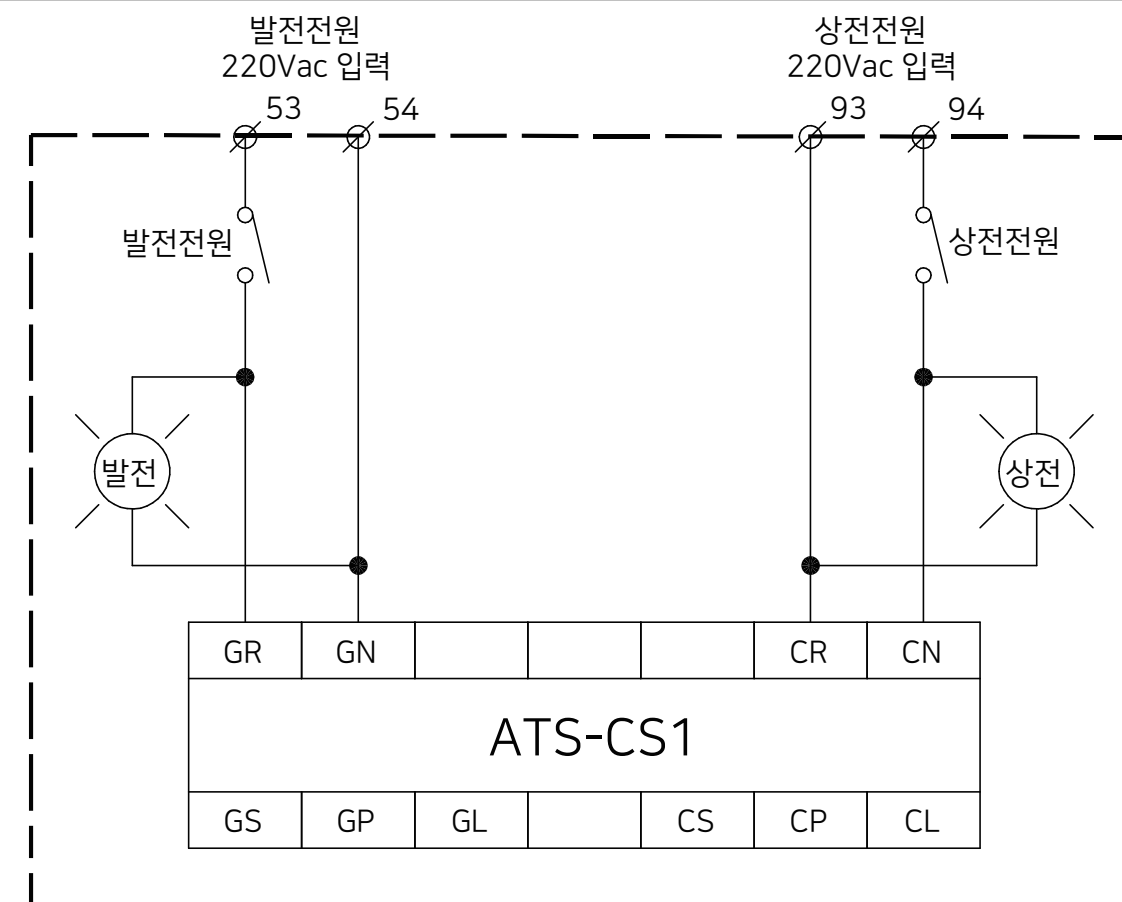 발전전원
220Vac 입력
상전전원
220Vac 입력
53
54
93
94
발전전원
상전전원
발전
상전
GR GN CR CN
ATS-CS1
GS GP GL CS CP CL